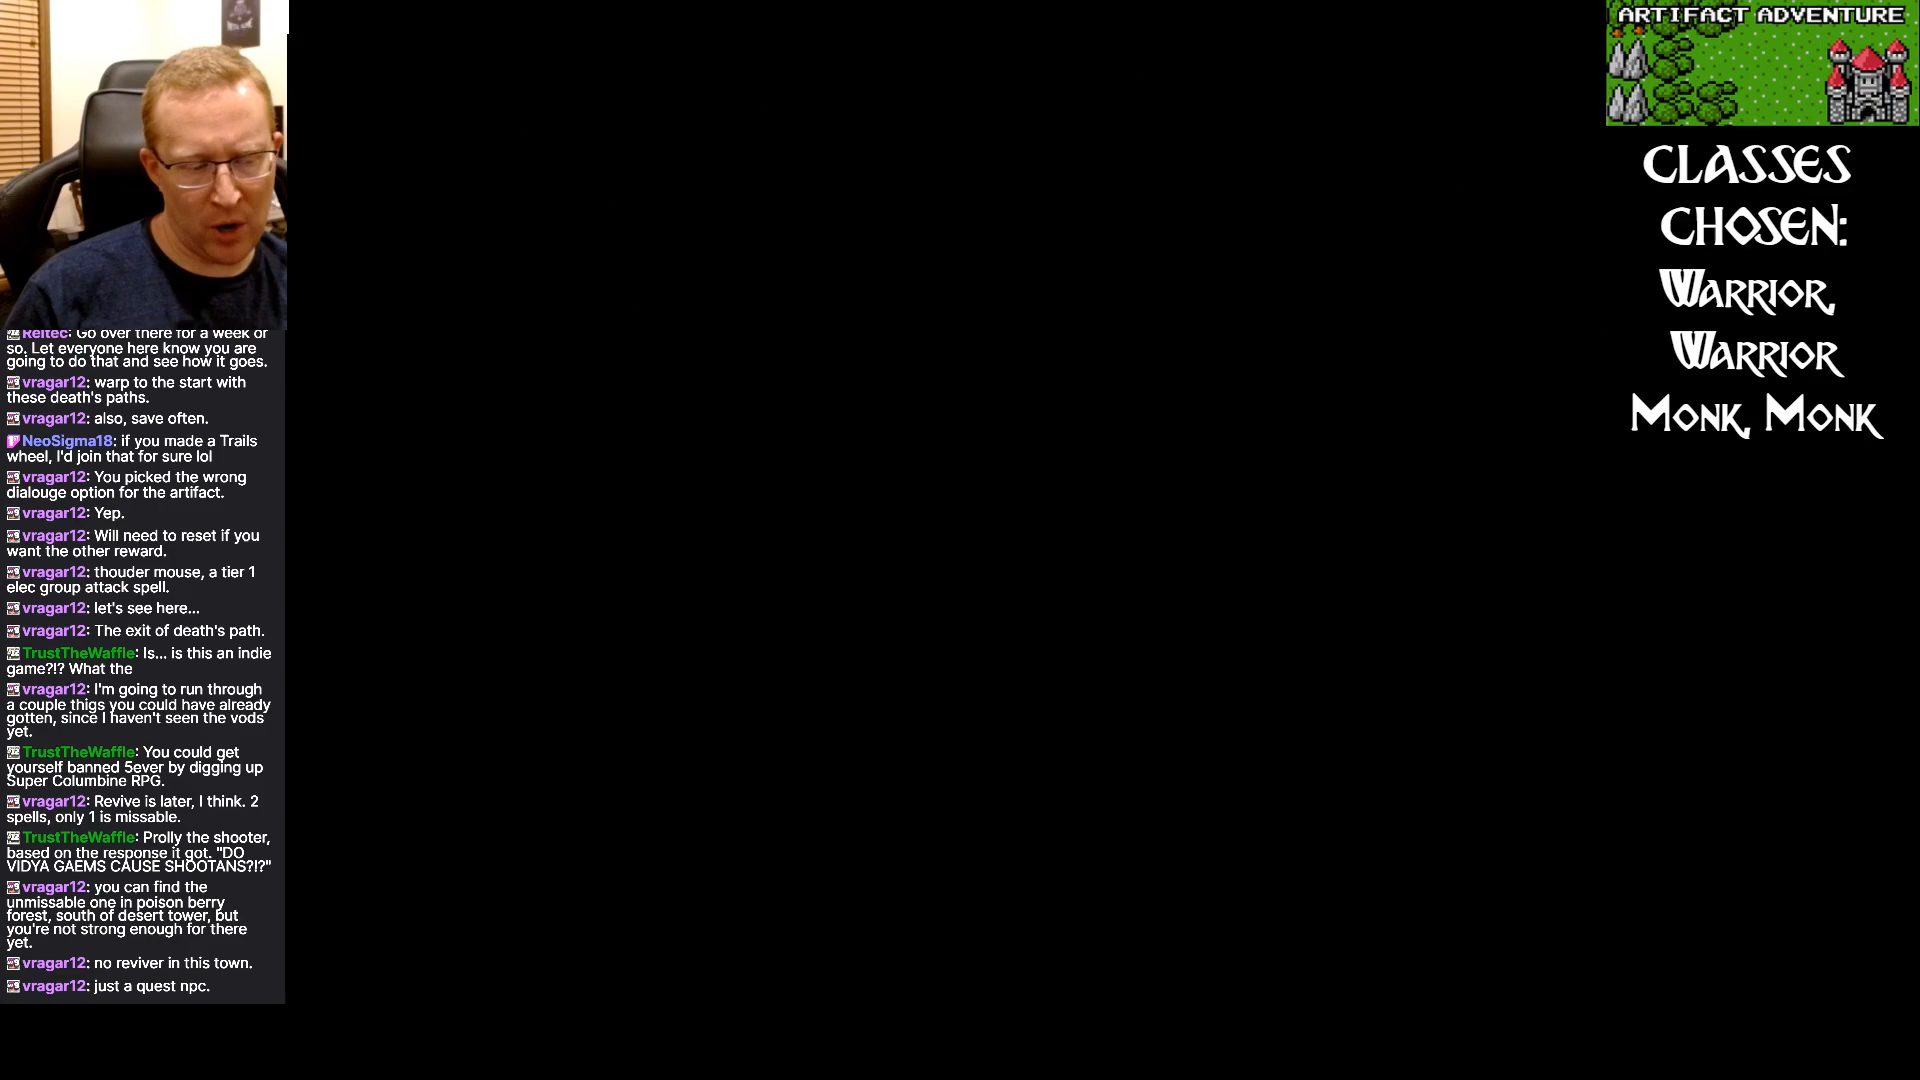 Reltec: Go over there for a week or
so. Let everyone here know you are
going to do that and see how it goes.
vragar12: warp to the start with
these death's paths.
vragar12: also, save often.
NeoSigma18: if you made a Trails
wheel, I'd join that for sure lol
vragar12: You picked the wrong
dialouge option for the artifact.
vragar12: Yep.
vragar12: Will need to reset if you
want the other reward.
vragar12: thouder mouse, a tier 1
elec group attack spell.
vragar12: let's see here...
vragar12: The exit of death's path.
TrustTheWaffle: Is... is this an indie
game?!? What the
vragar12: I'm going to run through
a couple thigs you could have already
gotten, since I haven't seen the vods
yet.
TrustTheWaffle: You could get
yourself banned 5ever by digging up
Super Columbine RPG.
vragar12: Revive is later, I think. 2
spells, only 1 is missable.
TrustTheWaffle: Prolly the shooter,
based on the response it got. "DO
VIDYA GAEMS CAUSE SHOOTANS?!?"
vragar12: you can find the
unmissable one in poison berry
forest, south of desert tower, but
you're not strong enough for there
yet.
vragar12: no reviver in this town.
vragar12: just a quest npc.
ARTIFACT ADVENTURE
CLASSES
CHOSEN:
WARRIOR,
WARRIOR
MONK, MONK